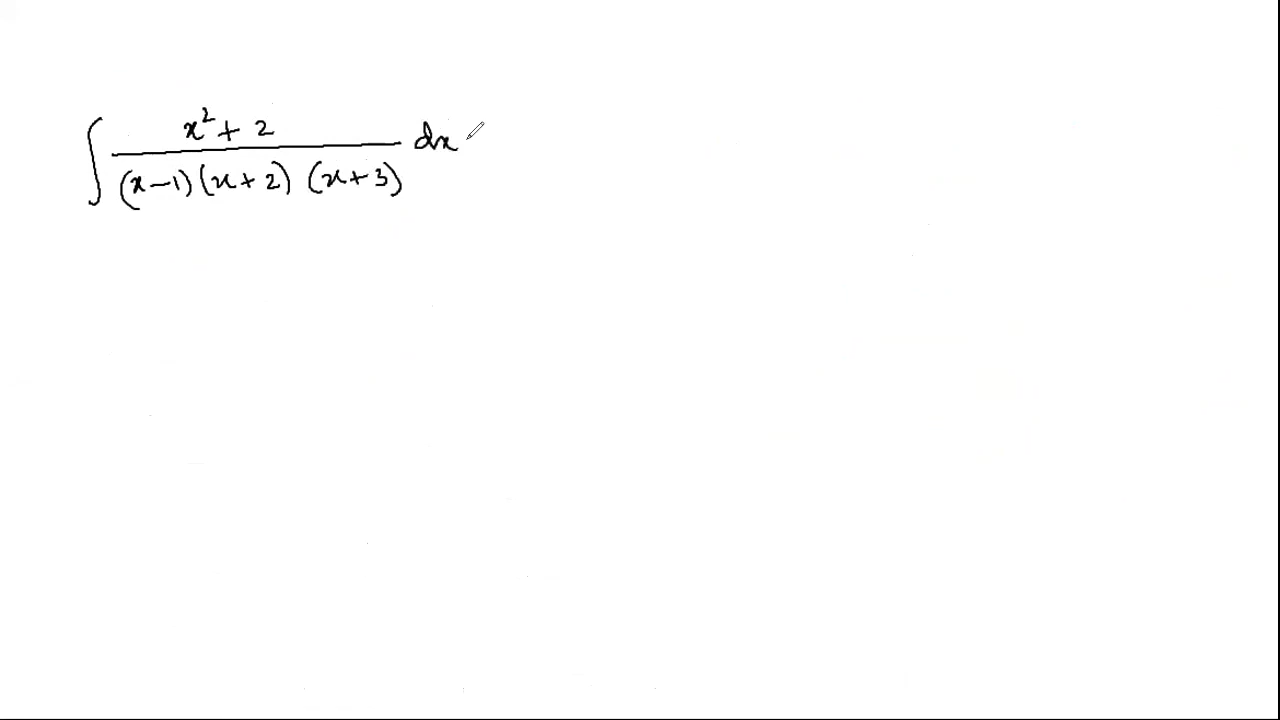 ∫ (x² + 2) / ((x − 1)(x + 2)(x + 3)) dx